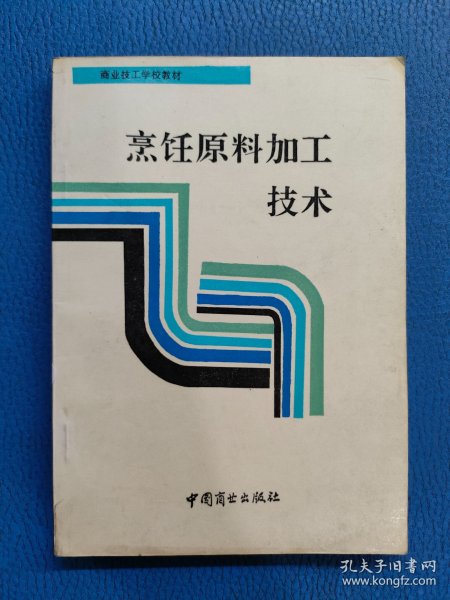 商业技工学校教材
烹饪原料加工
技术
中国商业出版社
孔夫子旧书网
www.kongfz.com